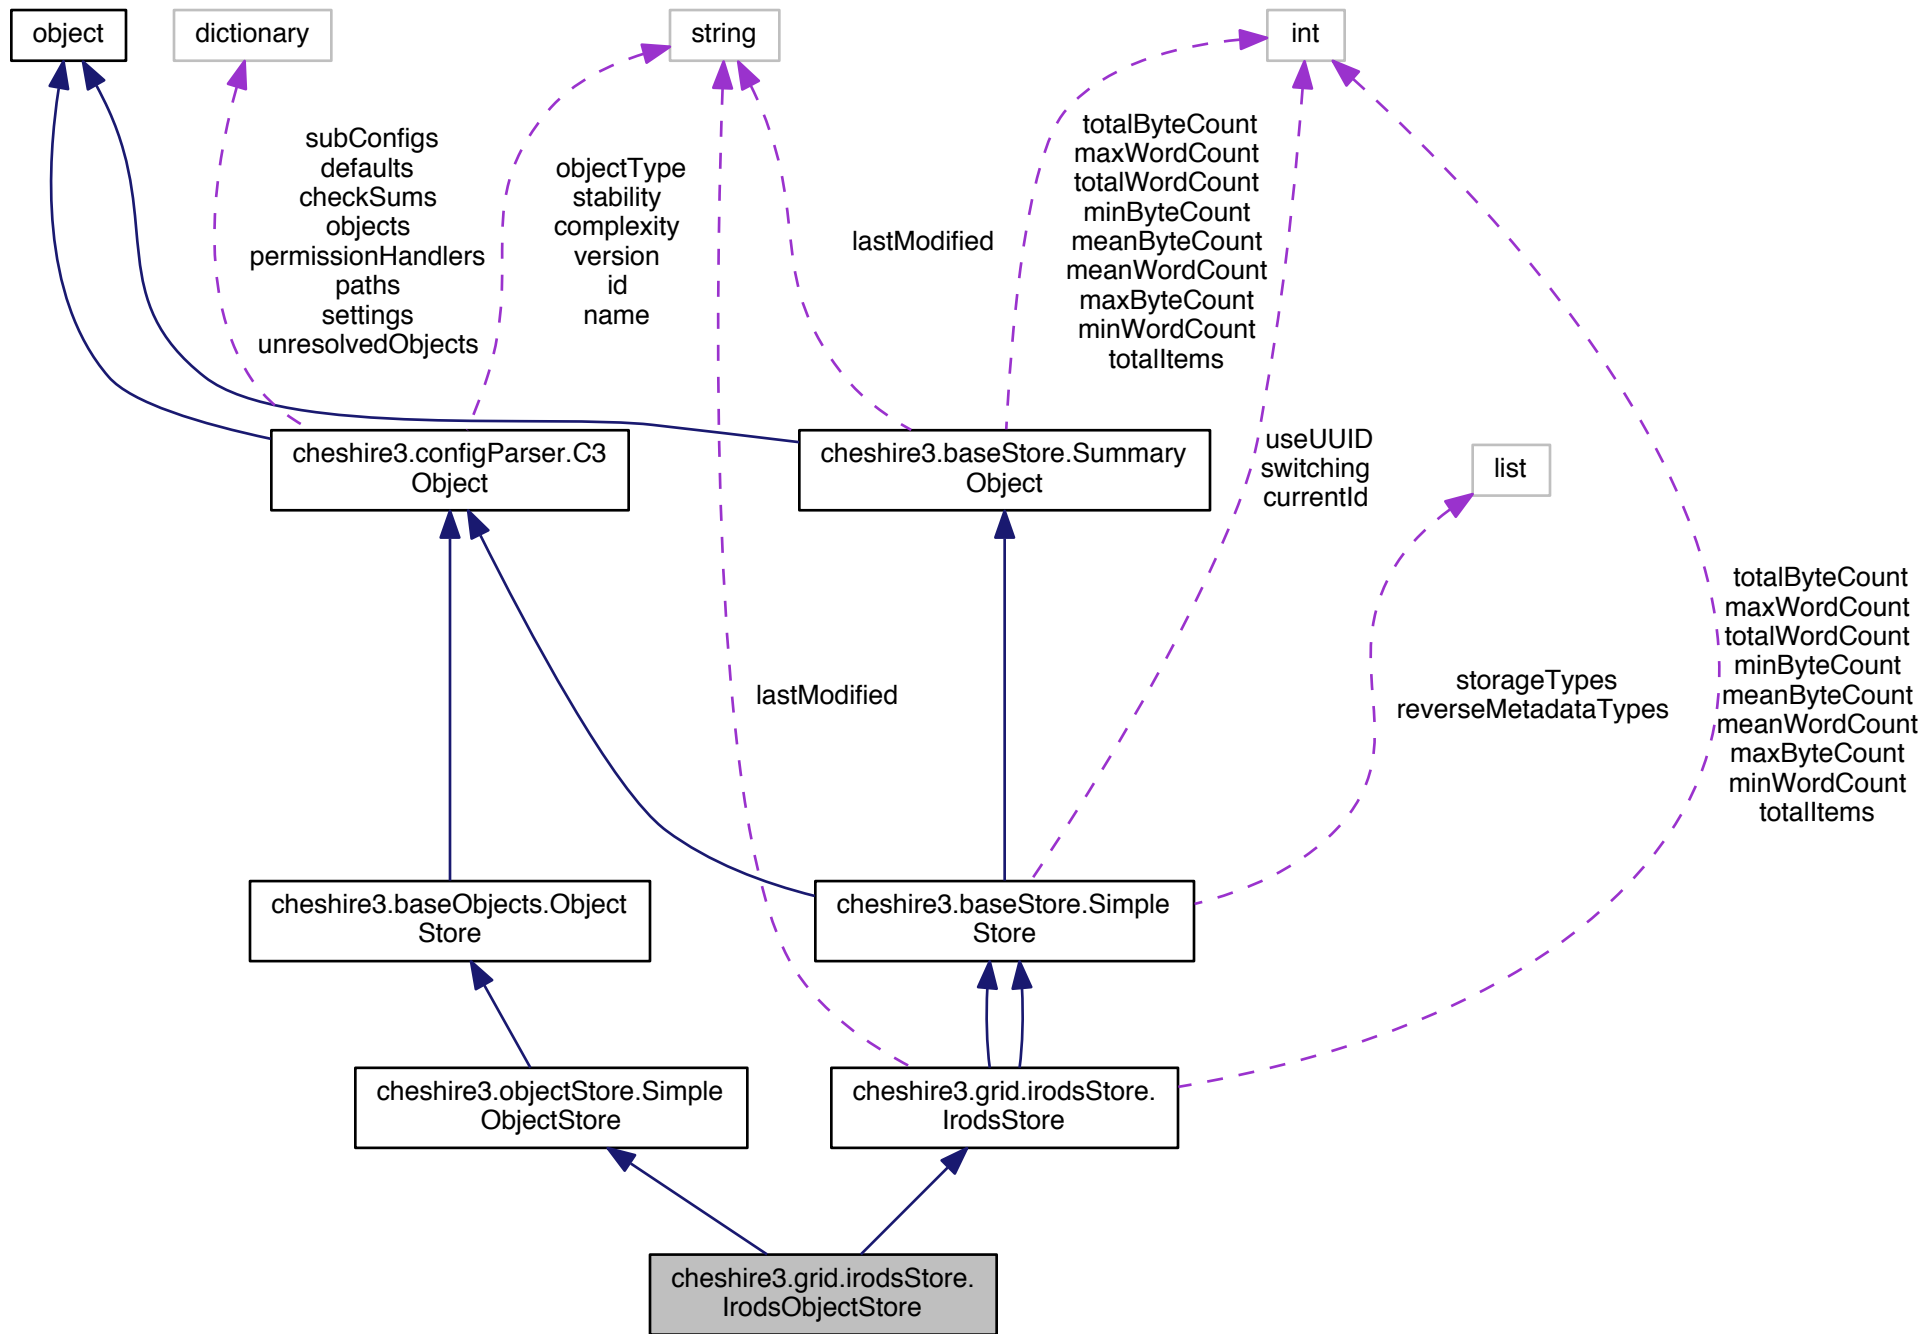 object
dictionary
string
int
subConfigs
defaults
checkSums
objects
permissionHandlers
paths
settings
unresolvedObjects
objectType
stability
complexity
version
id
name
lastModified
totalByteCount
maxWordCount
totalWordCount
minByteCount
meanByteCount
meanWordCount
maxByteCount
minWordCount
totalItems
cheshire3.configParser.C3
Object
cheshire3.baseStore.Summary
Object
useUUID
switching
currentId
list
lastModified
storageTypes
reverseMetadataTypes
totalByteCount
maxWordCount
totalWordCount
minByteCount
meanByteCount
meanWordCount
maxByteCount
minWordCount
totalItems
cheshire3.baseObjects.Object
Store
cheshire3.baseStore.Simple
Store
cheshire3.objectStore.Simple
ObjectStore
cheshire3.grid.irodsStore.
IrodsStore
cheshire3.grid.irodsStore.
IrodsObjectStore